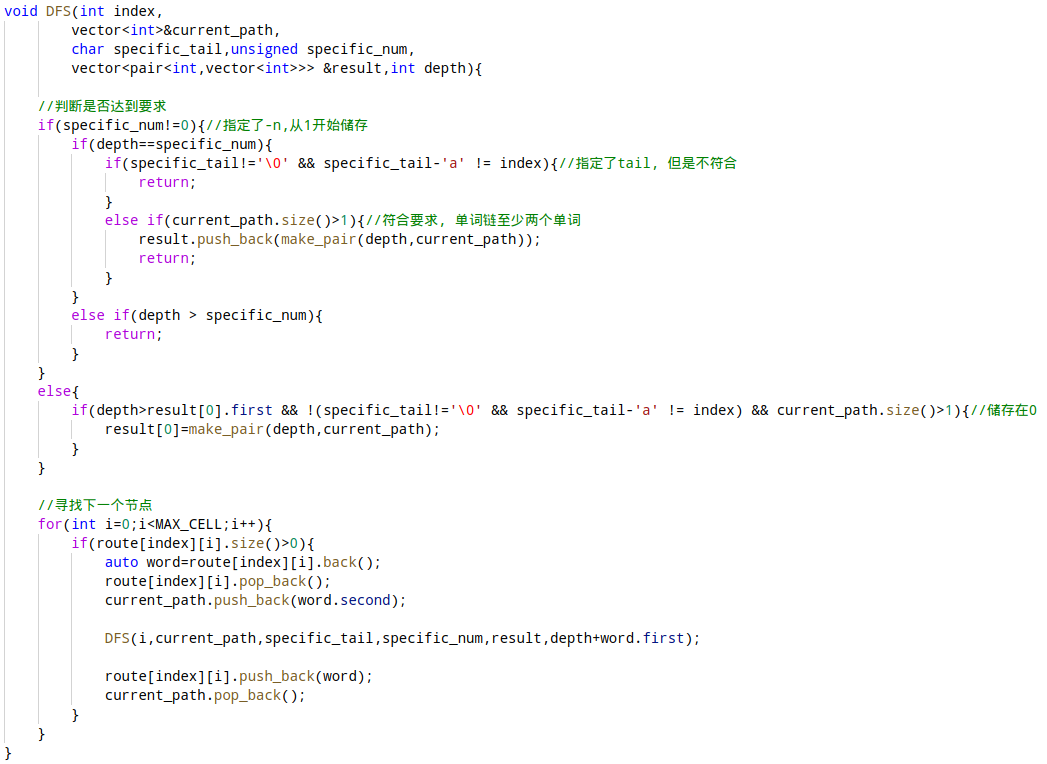 void DFS(int index,
        vector<int>&current_path,
        char specific_tail,unsigned specific_num,
        vector<pair<int,vector<int>>> &result,int depth){
    //判断是否达到要求
    if(specific_num!=0){//指定了-n,从1开始储存
        if(depth==specific_num){
            if(specific_tail!='\0' && specific_tail-'a' != index){//指定了tail, 但是不符合
                return;
            }
            else if(current_path.size()>1){//符合要求, 单词链至少两个单词
                result.push_back(make_pair(depth,current_path));
                return;
            }
        }
        else if(depth > specific_num){
            return;
        }
    }
    else{
        if(depth>result[0].first && !(specific_tail!='\0' && specific_tail-'a' != index) && current_path.size()>1){//储存在0
            result[0]=make_pair(depth,current_path);
        }
    }
    //寻找下一个节点
    for(int i=0;i<MAX_CELL;i++){
        if(route[index][i].size()>0){
            auto word=route[index][i].back();
            route[index][i].pop_back();
            current_path.push_back(word.second);
            DFS(i,current_path,specific_tail,specific_num,result,depth+word.first);
            route[index][i].push_back(word);
            current_path.pop_back();
        }
    }
}